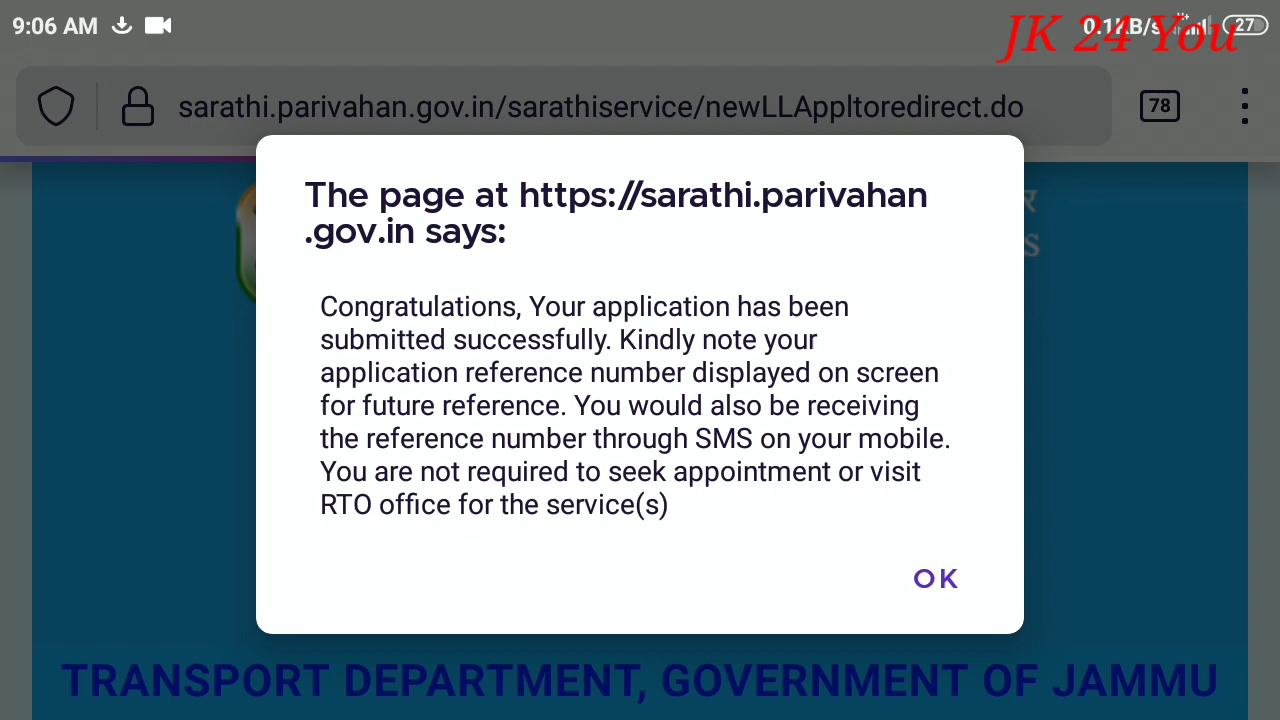 9:06 AM
JK 24 You
27
sarathi.parivahan.gov.in/sarathiservice/newLLAppltoredirect.do
78
The page at https://sarathi.parivahan
.gov.in says:
Congratulations, Your application has been
submitted successfully. Kindly note your
application reference number displayed on screen
for future reference. You would also be receiving
the reference number through SMS on your mobile.
You are not required to seek appointment or visit
RTO office for the service(s)
OK
TRANSPORT DEPARTMENT, GOVERNMENT OF JAMMU